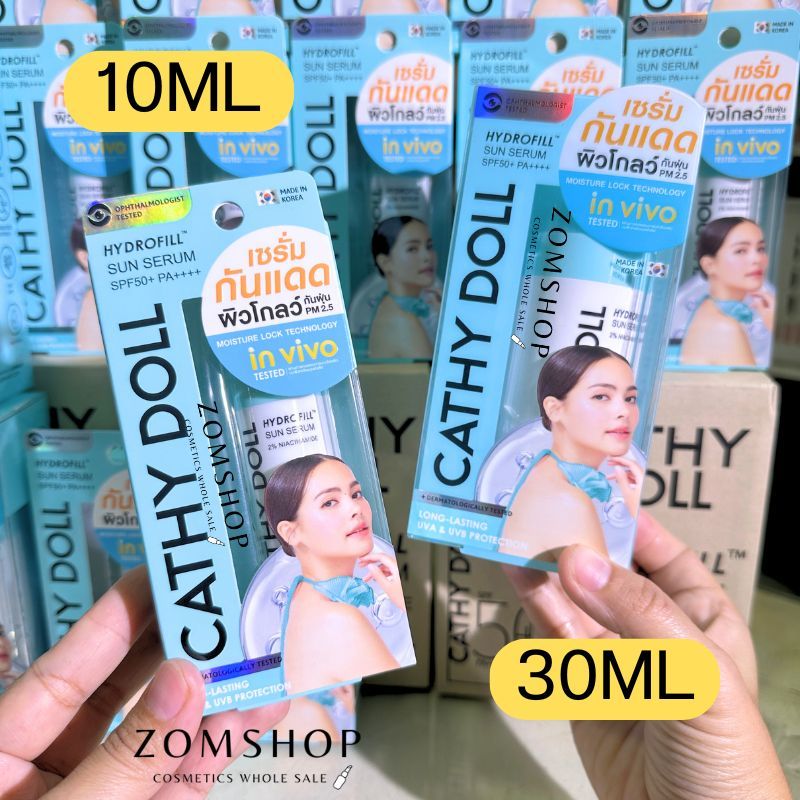 10ML
OPHTHALMOLOGIST
TESTED
MADE IN
KOREA
HYDROFILL™
SUN SERUM
SPF50+ PA++++
เซรั่ม
กันแดด
ผิวโกลว์ กันฝุ่น
PM 2.5
MOISTURE LOCK TECHNOLOGY
in vivo
TESTED
CATHY DOLL
HYDROFILL™
SUN SERUM
2% NIACINAMIDE
ZOMSHOP
COSMETICS WHOLE SALE
DERMATOLOGICALLY TESTED
LONG-LASTING
& UVB PROTECTION
OPHTHALMOLOGIST
TESTED
HYDROFILL™
SUN SERUM
SPF50+ PA++++
เซรั่ม
กันแดด
ผิวโกลว์ กันฝุ่น
PM 2.5
MOISTURE LOCK TECHNOLOGY
in vivo
TESTED
MADE IN
KOREA
CATHY DOLL
SUN SERUM
ZOMSHOP
COSMETICS WHOLE SALE
+ DERMATOLOGICALLY TESTED
LONG-LASTING
UVA & UVB PROTECTION
30ML
ZOMSHOP
COSMETICS WHOLE SALE